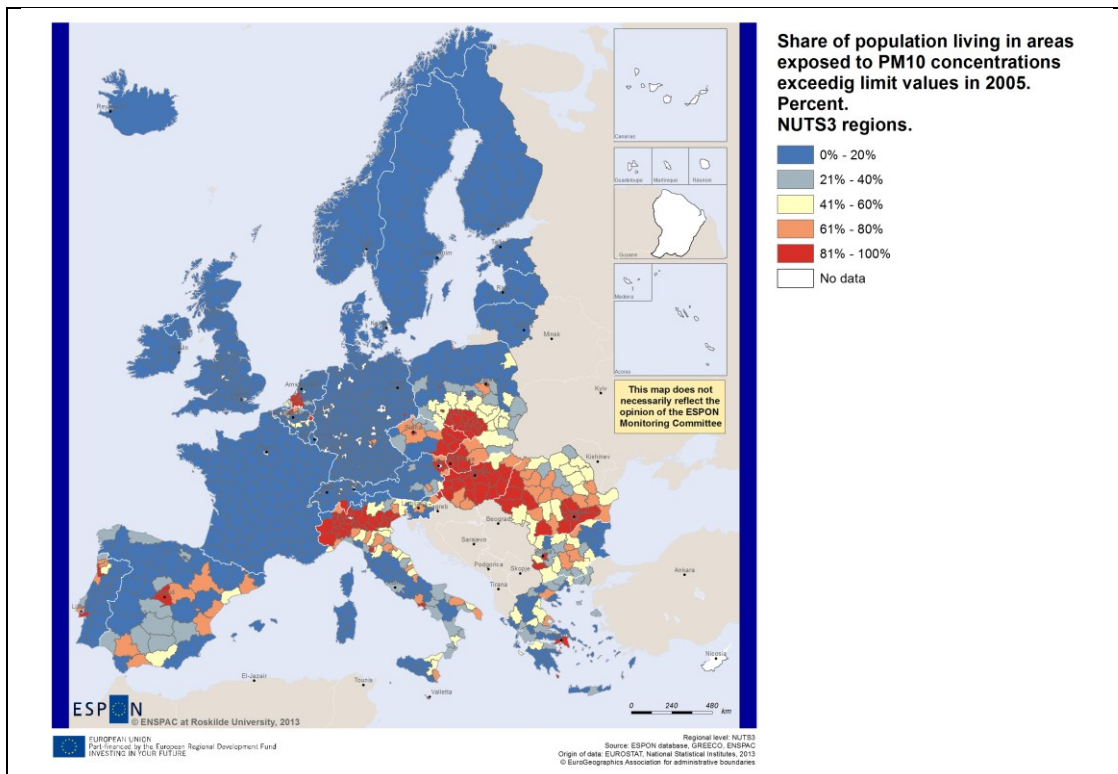 Share of population living in areas
exposed to PM10 concentrations
exceedig limit values in 2005.
Percent.
NUTS3 regions.
0% - 20%
21% - 40%
41% - 60%
61% - 80%
81% - 100%
No data
Canarias
Guadeloupe
Martinique
Réunion
Guyane
Madeira
Acores
This map does not
necessarily reflect the
opinion of the ESPON
Monitoring Committee
Minsk
Kyiv
Kishinev
Beograd
Sarajevo
Podgorica
Skopje
Tirana
Ankara
Nicosia
El-Jazair
Tounis
Valletta
ESPON
© ENSPAC at Roskilde University, 2013
0 240 480
km
EUROPEAN UNION
Part-financed by the European Regional Development Fund
INVESTING IN YOUR FUTURE
Regional level: NUTS3
Source: ESPON database, GREECO, ENSPAC
Origin of data: EUROSTAT, National Statistical Institutes, 2013
© EuroGeographics Association for administrative boundaries